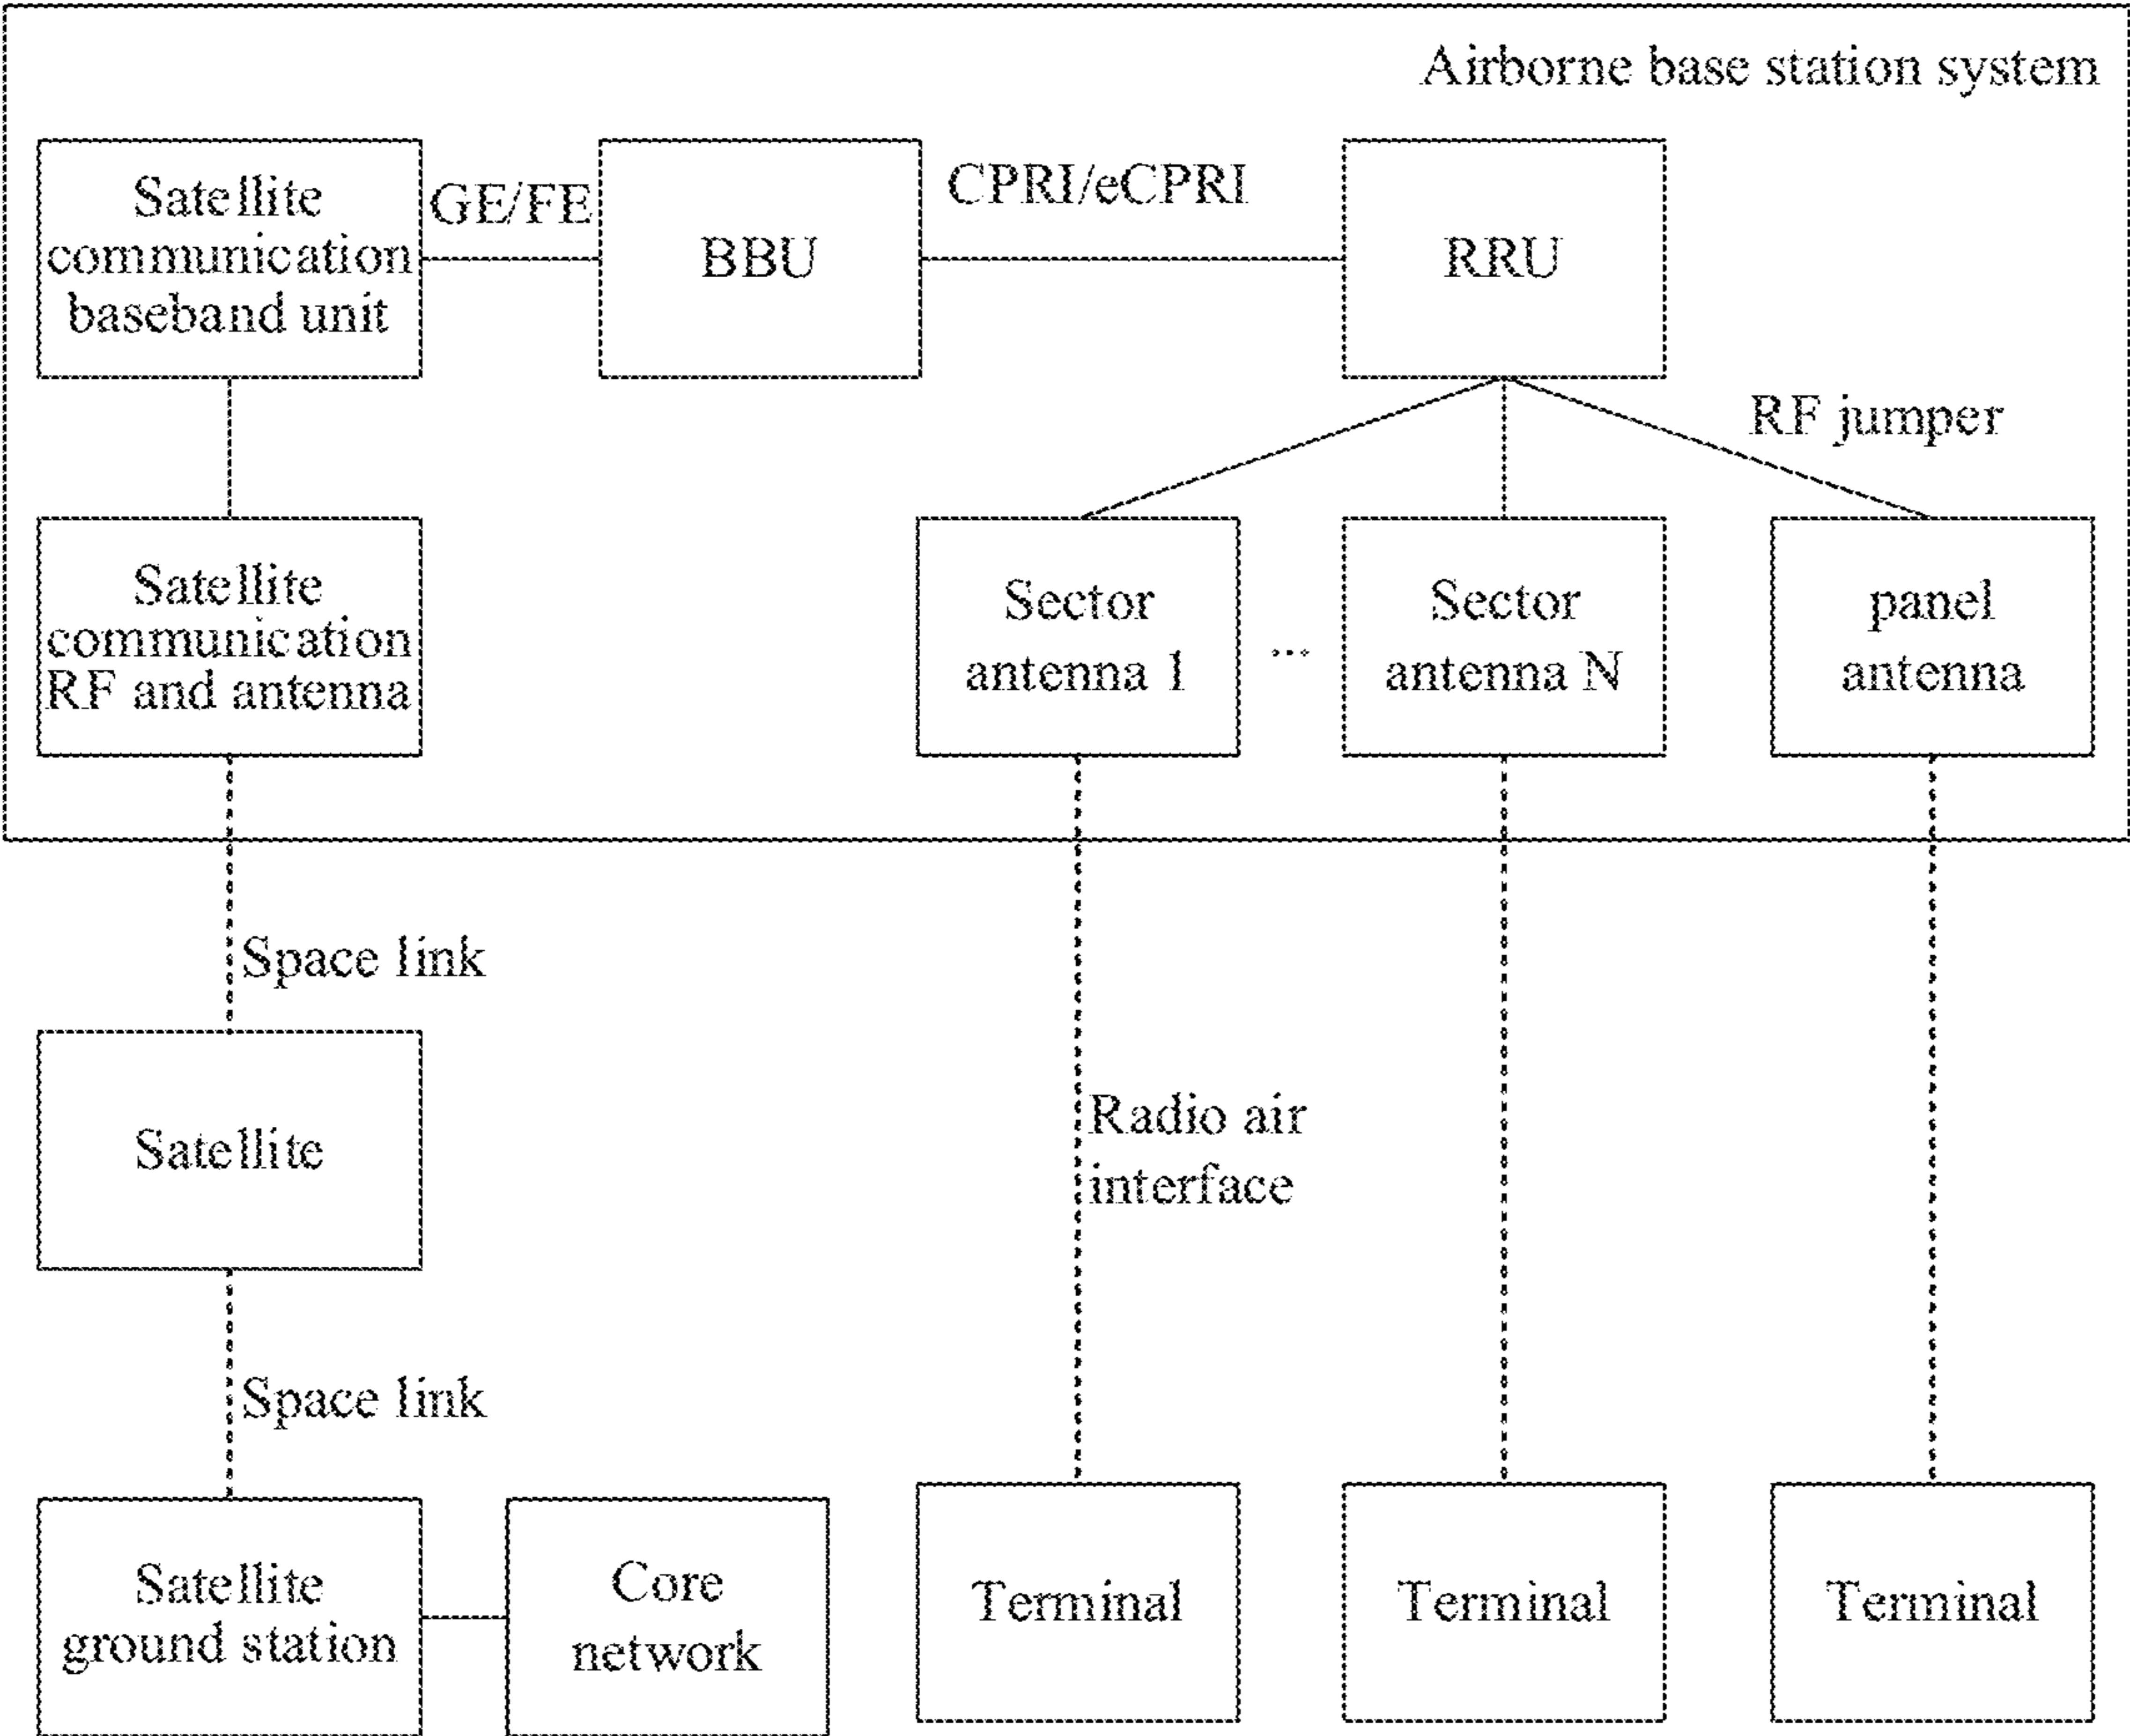 Airborne base station system
Satellite
communication
baseband unit
GE/FE
BBU
CPRI/eCPRI
RRU
RF jumper
Satellite
communication
RF and antenna
Sector
antenna 1
...
Sector
antenna N
panel
antenna
Space link
Satellite
Radio air
interface
Space link
Satellite
ground station
Core
network
Terminal
Terminal
Terminal